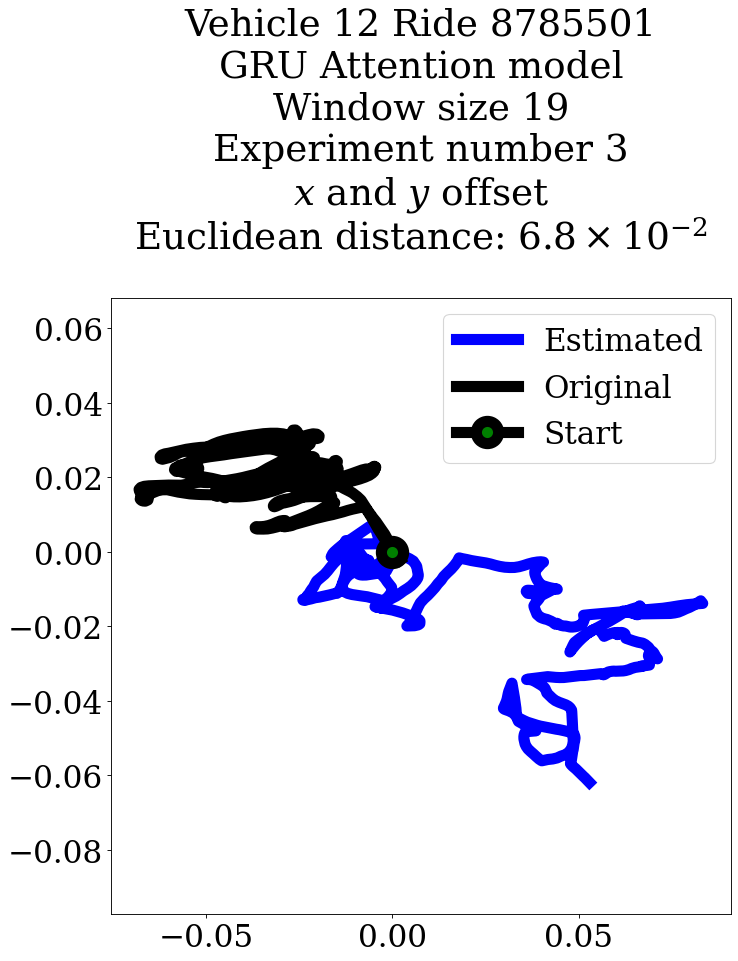 Vehicle 12 Ride 8785501
GRU Attention model
Window size 19
Experiment number 3
x and y offset
Euclidean distance: 6.8 × 10⁻²
Estimated
Original
Start
0.06
0.04
0.02
0.00
−0.02
−0.04
−0.06
−0.08
−0.05
0.00
0.05